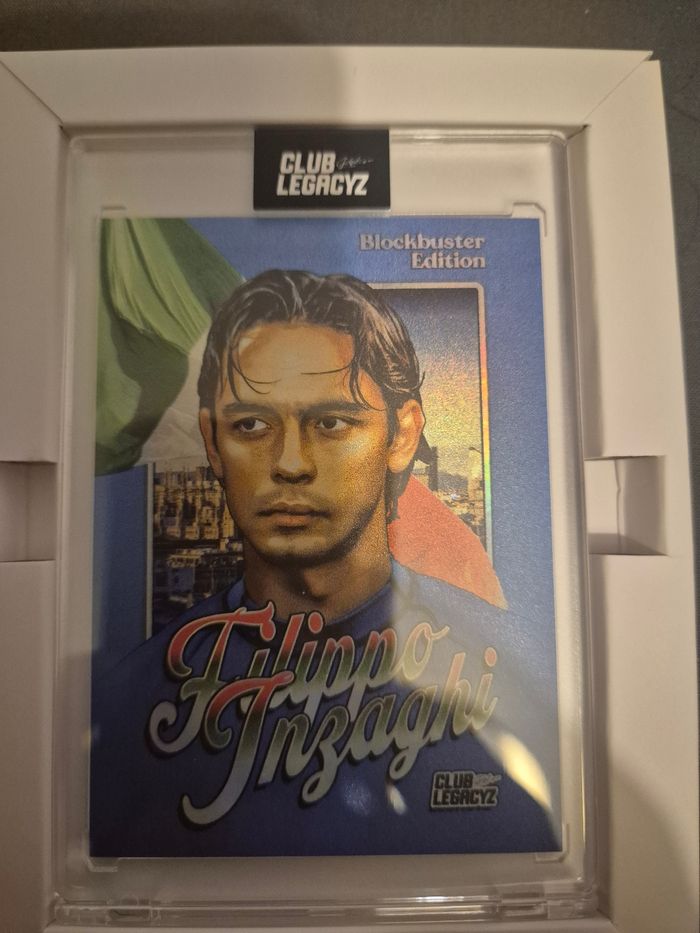 CLUB
LEGACYZ
Blockbuster
Edition
Filippo
Inzaghi
CLUB
LEGACYZ